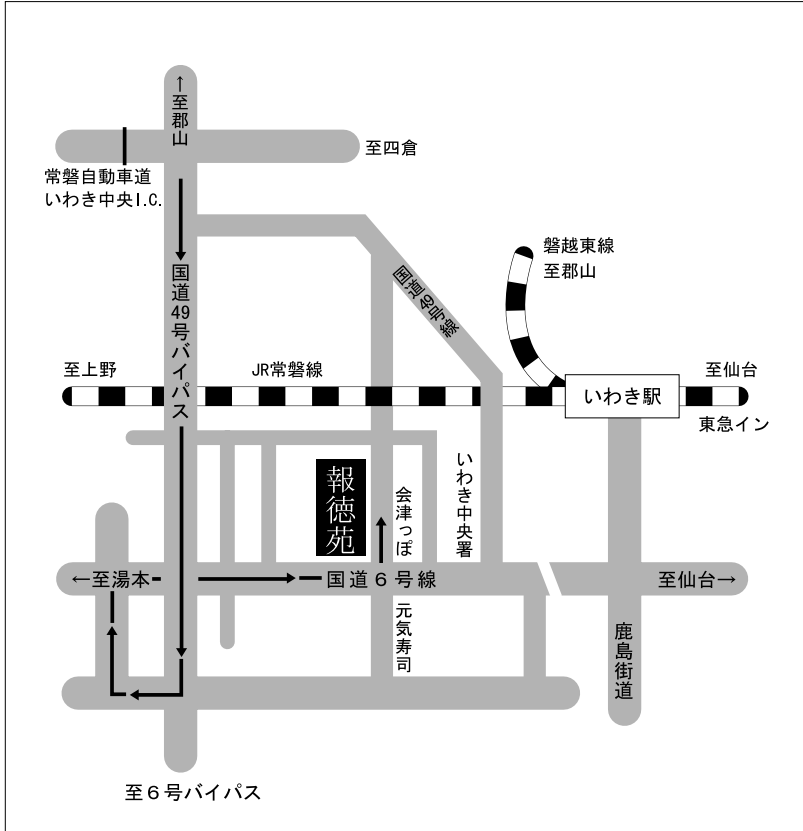 ↑至郡山
至四倉
常磐自動車道
いわき中央I.C.
磐越東線
至郡山
国道49号線
国道49号バイパス
至上野
JR常磐線
いわき駅
至仙台
東急イン
報徳苑
会津っぽ
いわき中央署
←至湯本
国道６号線
至仙台→
元気寿司
鹿島街道
至６号バイパス